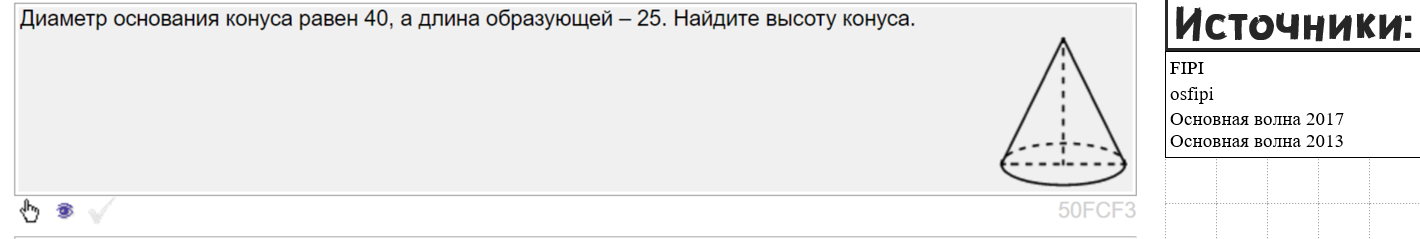 Диаметр основания конуса равен 40, а длина образующей – 25. Найдите высоту конуса.
50FCF3
Источники:
FIPI
osfipi
Основная волна 2017
Основная волна 2013